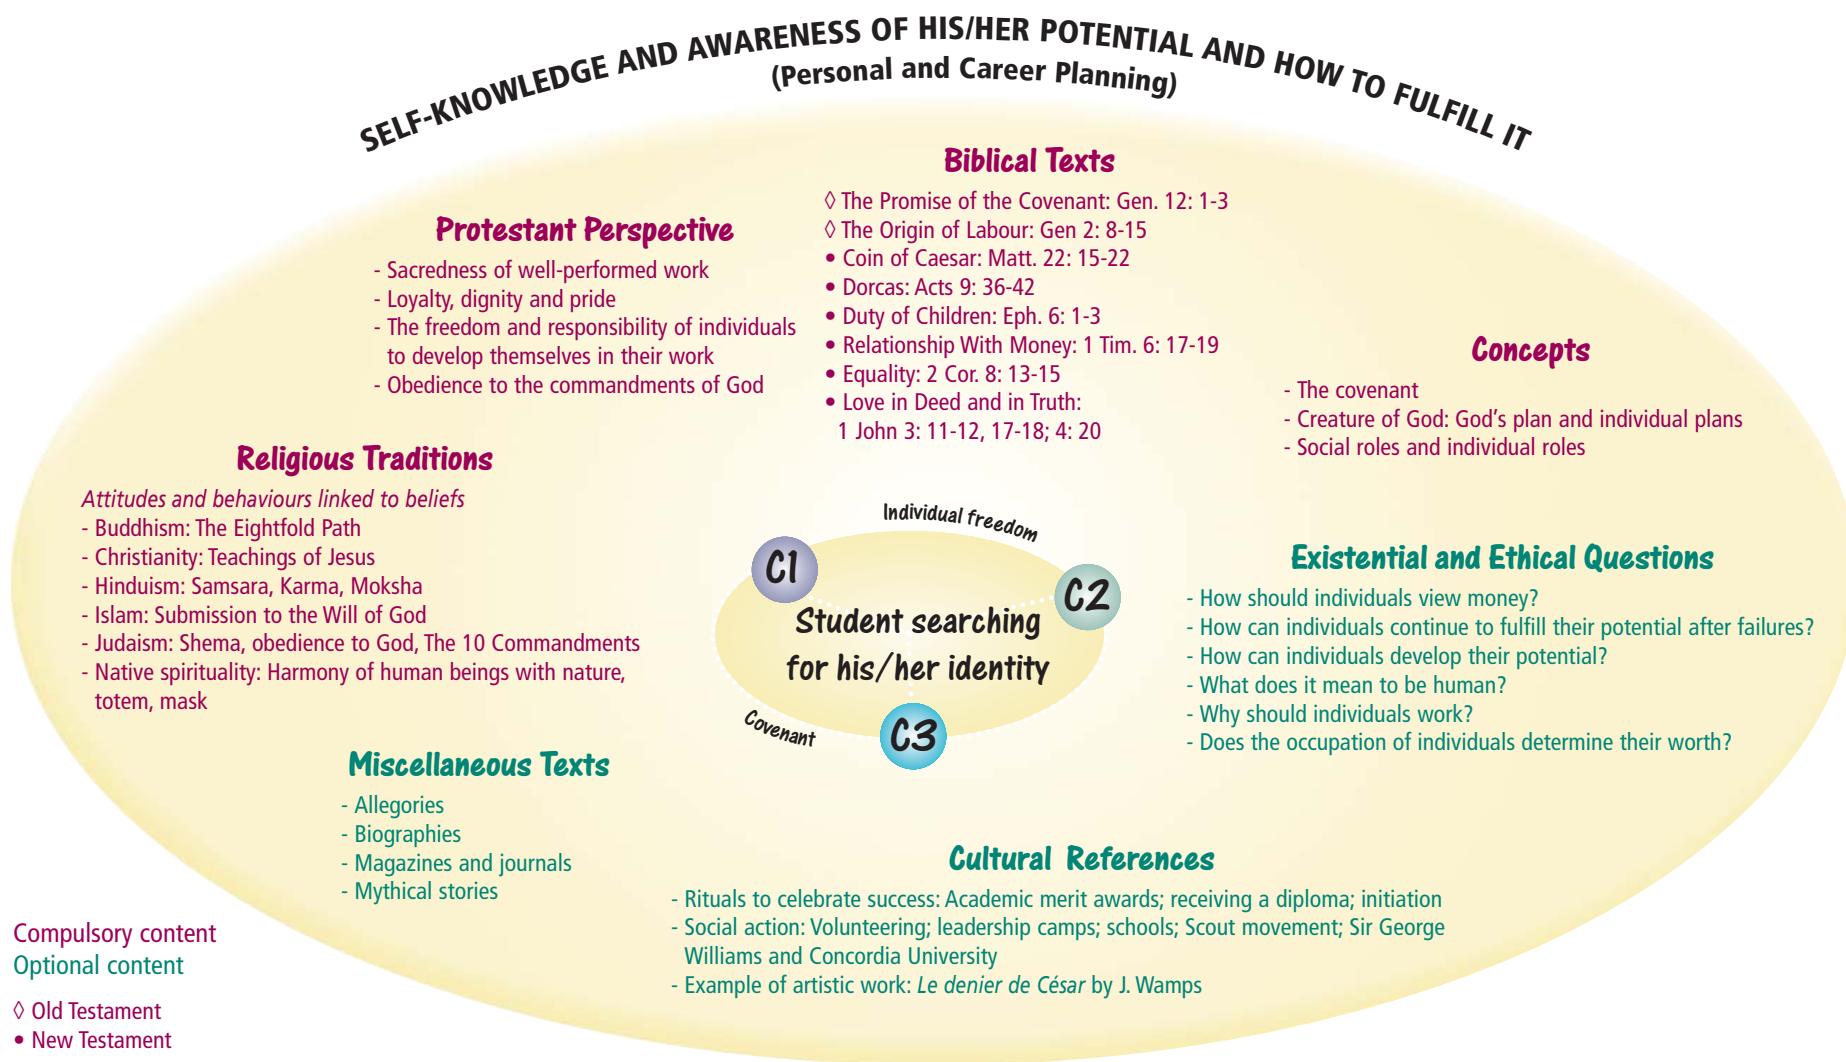 SELF-KNOWLEDGE AND AWARENESS OF HIS/HER POTENTIAL AND HOW TO FULFILL IT
(Personal and Career Planning)
Biblical Texts
◊ The Promise of the Covenant: Gen. 12: 1-3
◊ The Origin of Labour: Gen 2: 8-15
• Coin of Caesar: Matt. 22: 15-22
• Dorcas: Acts 9: 36-42
• Duty of Children: Eph. 6: 1-3
• Relationship With Money: 1 Tim. 6: 17-19
• Equality: 2 Cor. 8: 13-15
• Love in Deed and in Truth:
1 John 3: 11-12, 17-18; 4: 20
Protestant Perspective
- Sacredness of well-performed work
- Loyalty, dignity and pride
- The freedom and responsibility of individuals
to develop themselves in their work
- Obedience to the commandments of God
Concepts
- The covenant
- Creature of God: God's plan and individual plans
- Social roles and individual roles
Religious Traditions
Attitudes and behaviours linked to beliefs
- Buddhism: The Eightfold Path
- Christianity: Teachings of Jesus
- Hinduism: Samsara, Karma, Moksha
- Islam: Submission to the Will of God
- Judaism: Shema, obedience to God, The 10 Commandments
- Native spirituality: Harmony of human beings with nature,
totem, mask
Individual freedom
C1
C2
Student searching
for his/her identity
Covenant
C3
Existential and Ethical Questions
- How should individuals view money?
- How can individuals continue to fulfill their potential after failures?
- How can individuals develop their potential?
- What does it mean to be human?
- Why should individuals work?
- Does the occupation of individuals determine their worth?
Miscellaneous Texts
- Allegories
- Biographies
- Magazines and journals
- Mythical stories
Cultural References
- Rituals to celebrate success: Academic merit awards; receiving a diploma; initiation
- Social action: Volunteering; leadership camps; schools; Scout movement; Sir George
Williams and Concordia University
- Example of artistic work: Le denier de César by J. Wamps
Compulsory content
Optional content
◊ Old Testament
• New Testament